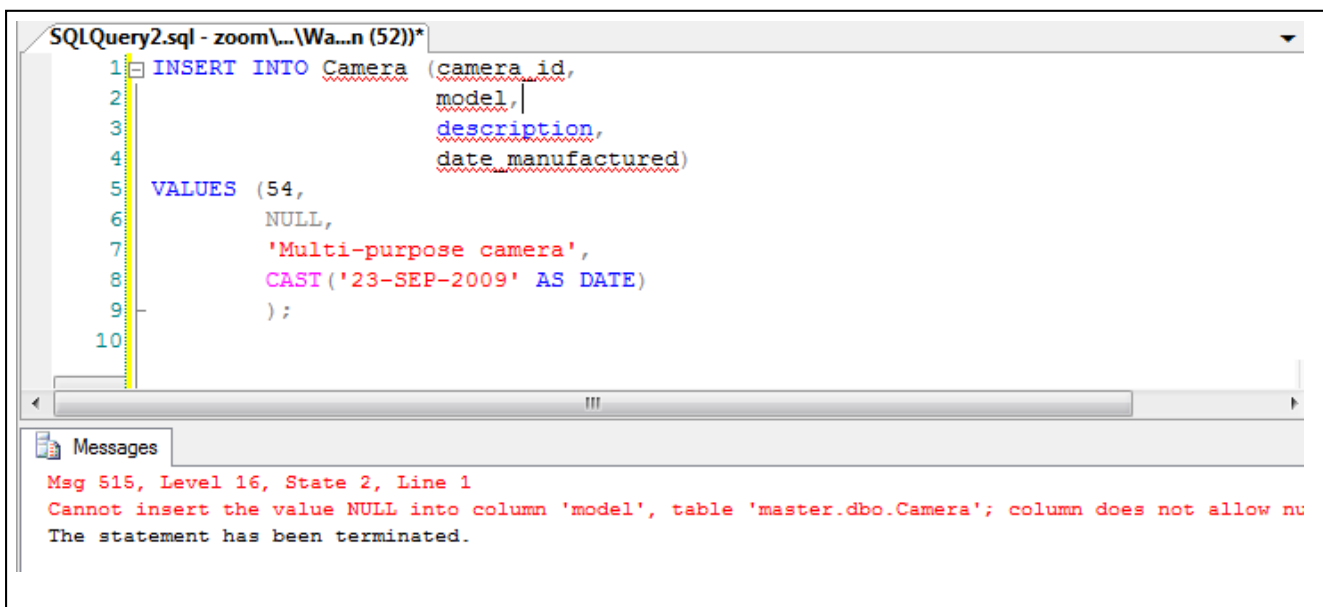 SQLQuery2.sql - zoom\...\Wa...n (52))*
1 INSERT INTO Camera (camera_id,
2 model,
3 description,
4 date_manufactured)
5 VALUES (54,
6 NULL,
7 'Multi-purpose camera',
8 CAST('23-SEP-2009' AS DATE)
9 );
10
Messages
Msg 515, Level 16, State 2, Line 1
Cannot insert the value NULL into column 'model', table 'master.dbo.Camera'; column does not allow nu
The statement has been terminated.